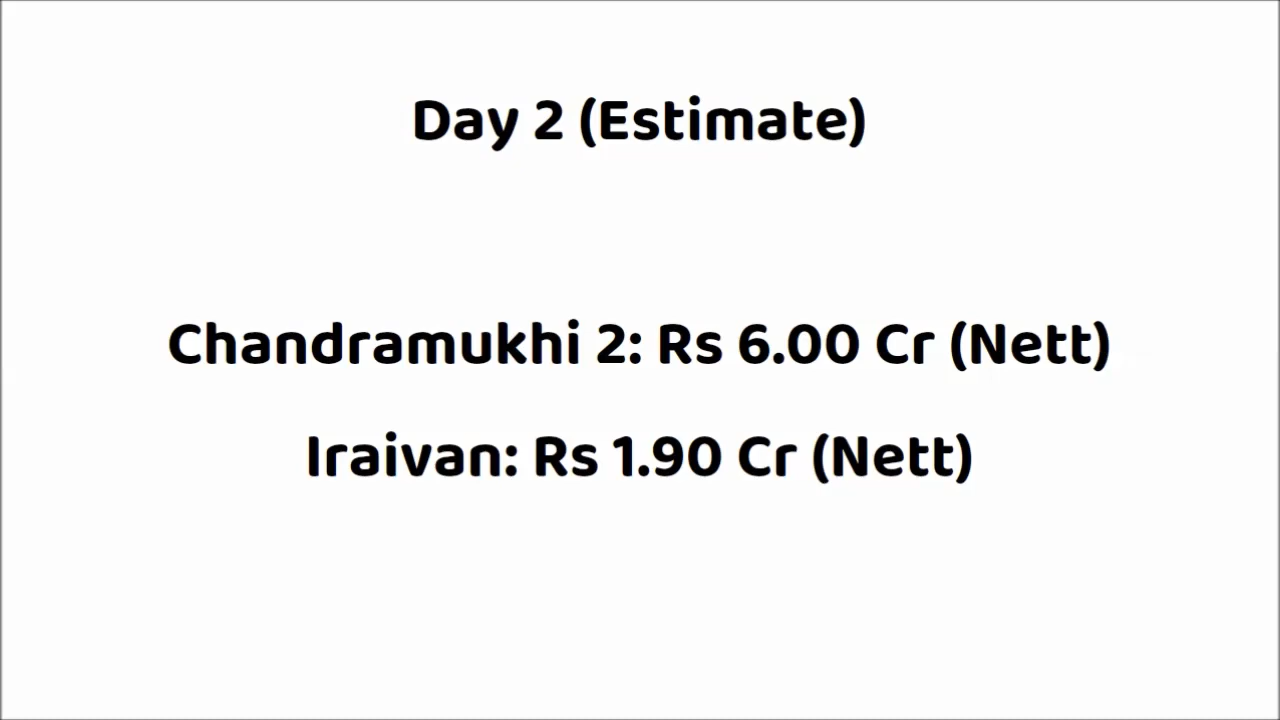 Day 2 (Estimate)
Chandramukhi 2: Rs 6.00 Cr (Nett)
Iraivan: Rs 1.90 Cr (Nett)